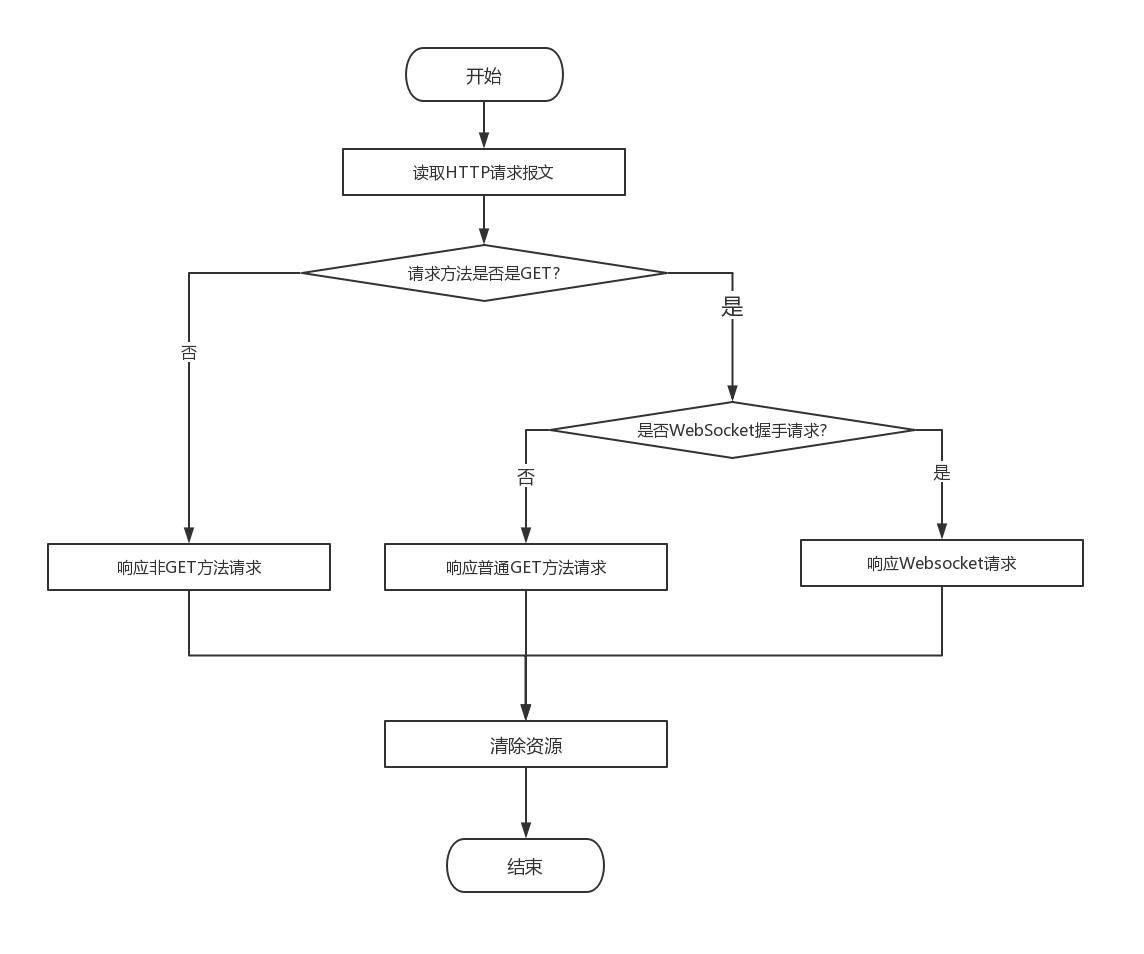 开始
读取HTTP请求报文
请求方法是否是GET?
是
否
是否WebSocket握手请求?
否
是
响应非GET方法请求
响应普通GET方法请求
响应Websocket请求
清除资源
结束